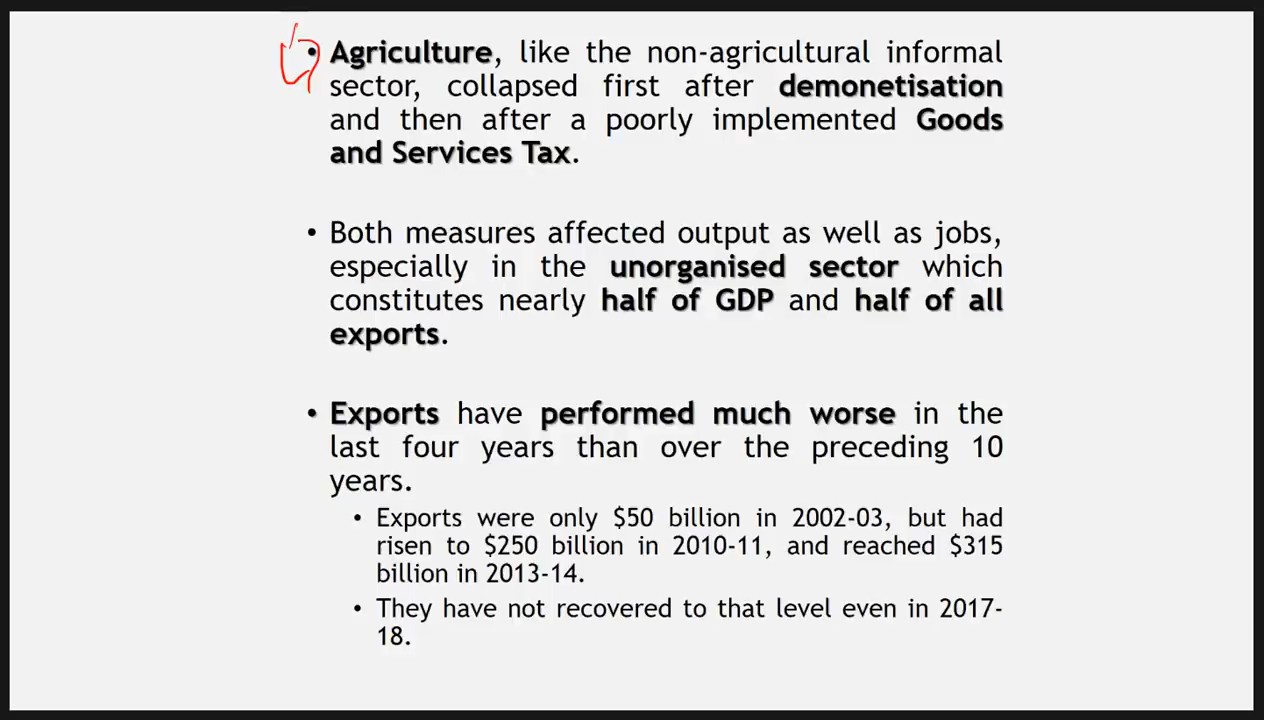 • Agriculture, like the non-agricultural informal
sector, collapsed first after demonetisation
and then after a poorly implemented Goods
and Services Tax.
• Both measures affected output as well as jobs,
especially in the unorganised sector which
constitutes nearly half of GDP and half of all
exports.
• Exports have performed much worse in the
last four years than over the preceding 10
years.
• Exports were only $50 billion in 2002-03, but had
risen to $250 billion in 2010-11, and reached $315
billion in 2013-14.
• They have not recovered to that level even in 2017-
18.